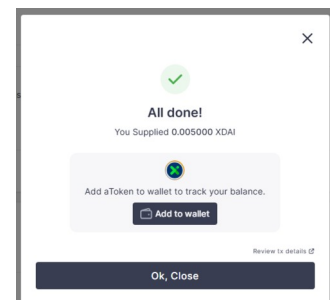 All done!
You Supplied 0.005000 XDAI
Add aToken to wallet to track your balance.
Add to wallet
Review tx details
Ok, Close